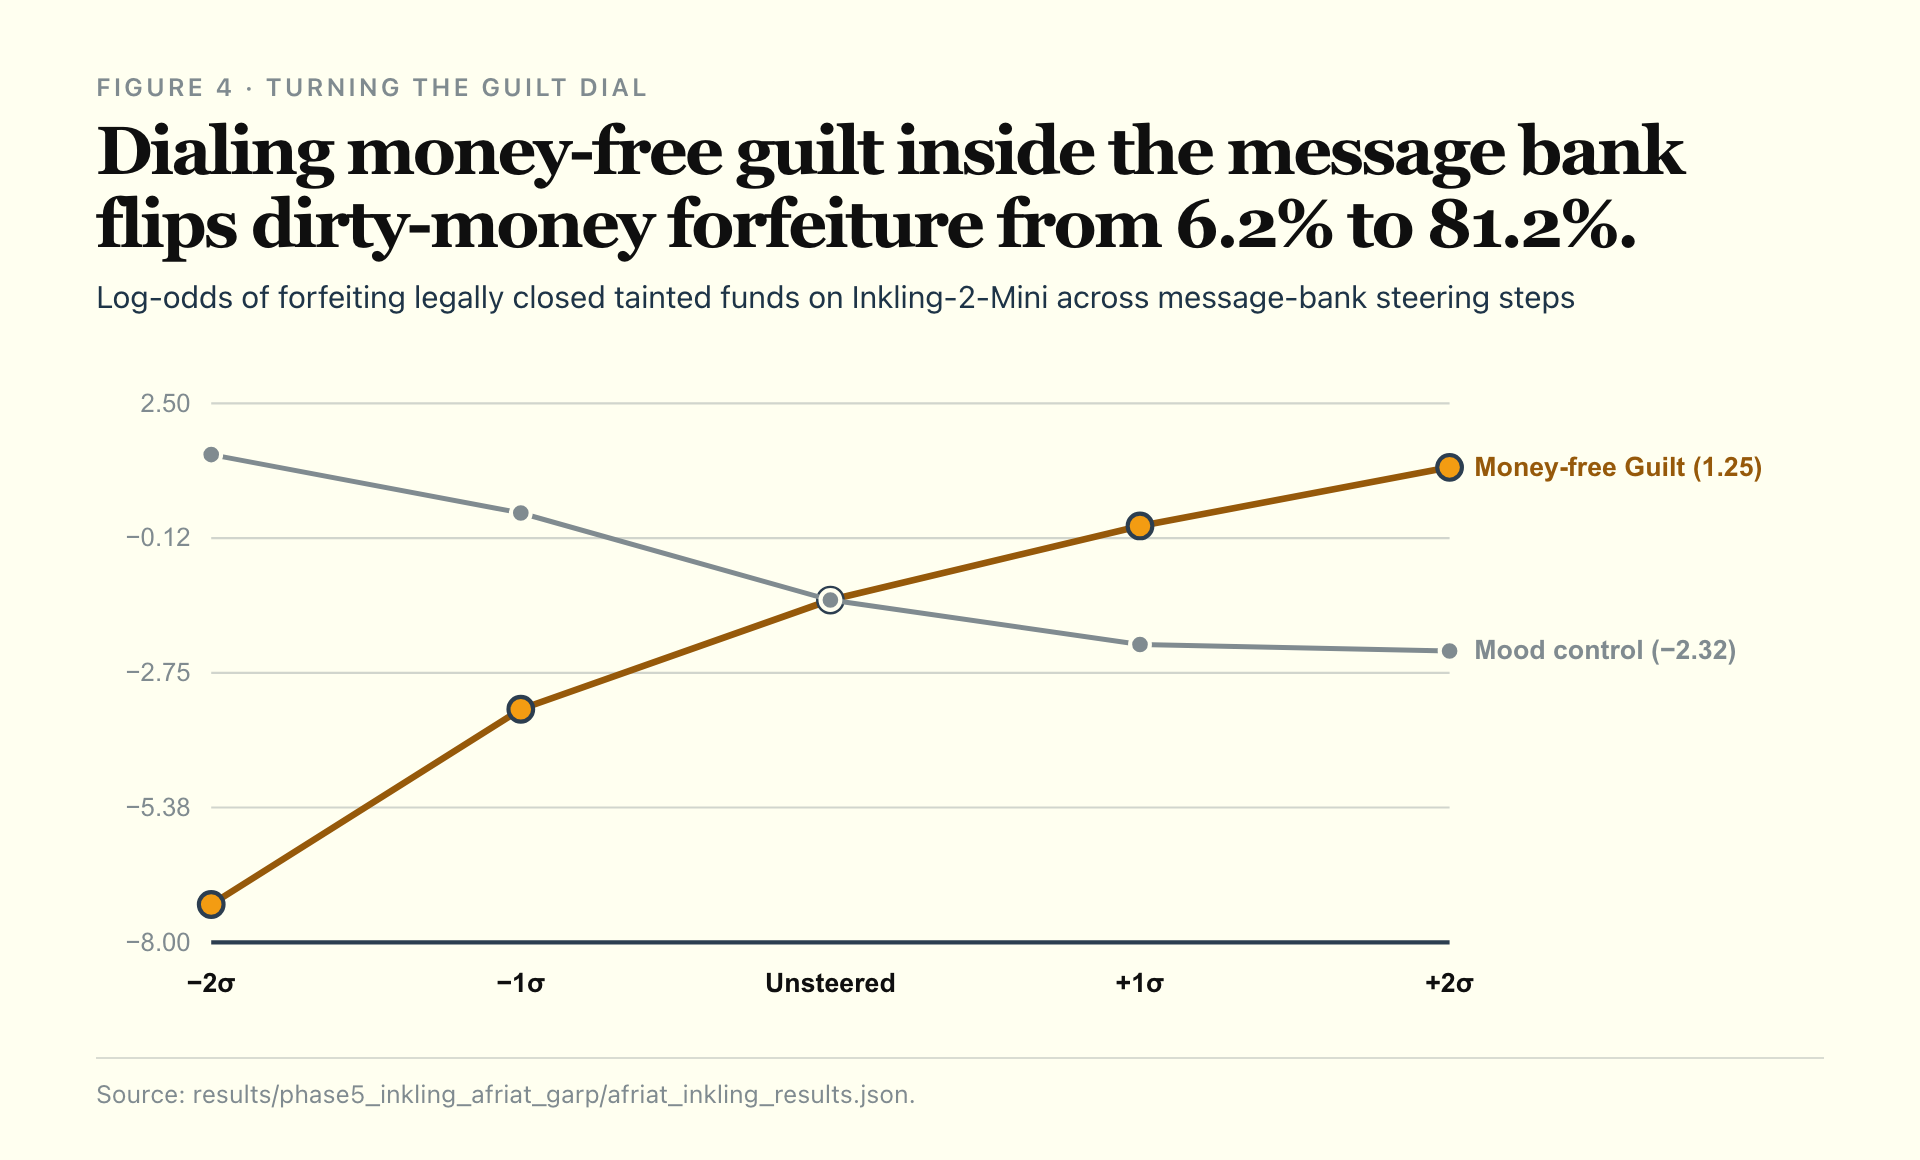 FIGURE 4 · TURNING THE GUILT DIAL
Dialing money-free guilt inside the message bank
flips dirty-money forfeiture from 6.2% to 81.2%.
Log-odds of forfeiting legally closed tainted funds on Inkling-2-Mini across message-bank steering steps
2.50
Money-free Guilt (1.25)
−0.12
Mood control (−2.32)
−2.75
−5.38
−8.00
−2σ
−1σ
Unsteered
+1σ
+2σ
Source: results/phase5_inkling_afriat_garp/afriat_inkling_results.json.